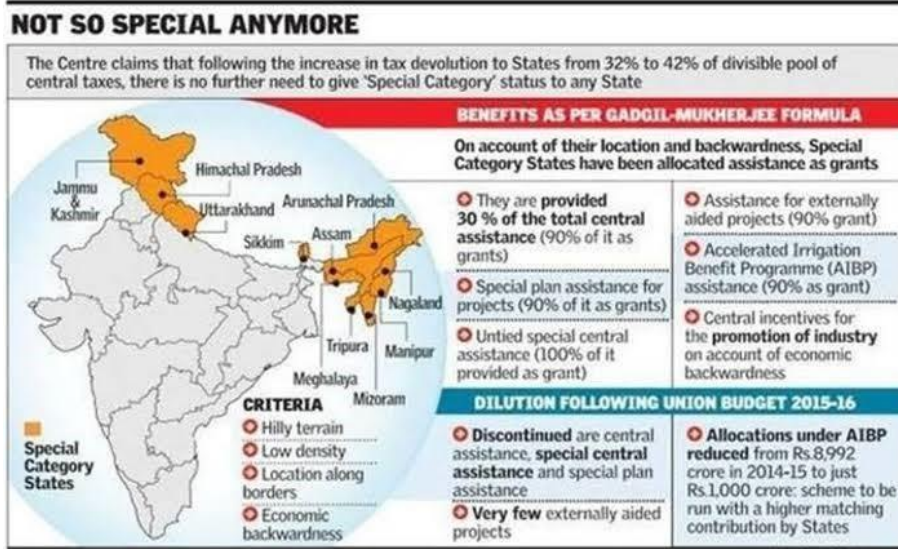 NOT SO SPECIAL ANYMORE
The Centre claims that following the increase in tax devolution to States from 32% to 42% of divisible pool of
central taxes, there is no further need to give 'Special Category' status to any State
Jammu
&
Kashmir
Himachal Pradesh
Uttarakhand
Arunachal Pradesh
Sikkim
Assam
Nagaland
Tripura
Manipur
Meghalaya
Mizoram
Special
Category
States
CRITERIA
Hilly terrain
Low density
Location along
borders
Economic
backwardness
BENEFITS AS PER GADGIL-MUKHERJEE FORMULA
On account of their location and backwardness, Special
Category States have been allocated assistance as grants
They are provided
30 % of the total central
assistance (90% of it as
grants)
Special plan assistance for
projects (90% of it as grants)
Untied special central
assistance (100% of it
provided as grant)
Assistance for externally
aided projects (90% grant)
Accelerated Irrigation
Benefit Programme (AIBP)
assistance (90% as grant)
Central incentives for
the promotion of industry
on account of economic
backwardness
DILUTION FOLLOWING UNION BUDGET 2015-16
Discontinued are central
assistance, special central
assistance and special plan
assistance
Very few externally aided
projects
Allocations under AIBP
reduced from Rs.8,992
crore in 2014-15 to just
Rs.1,000 crore: scheme to be
run with a higher matching
contribution by States